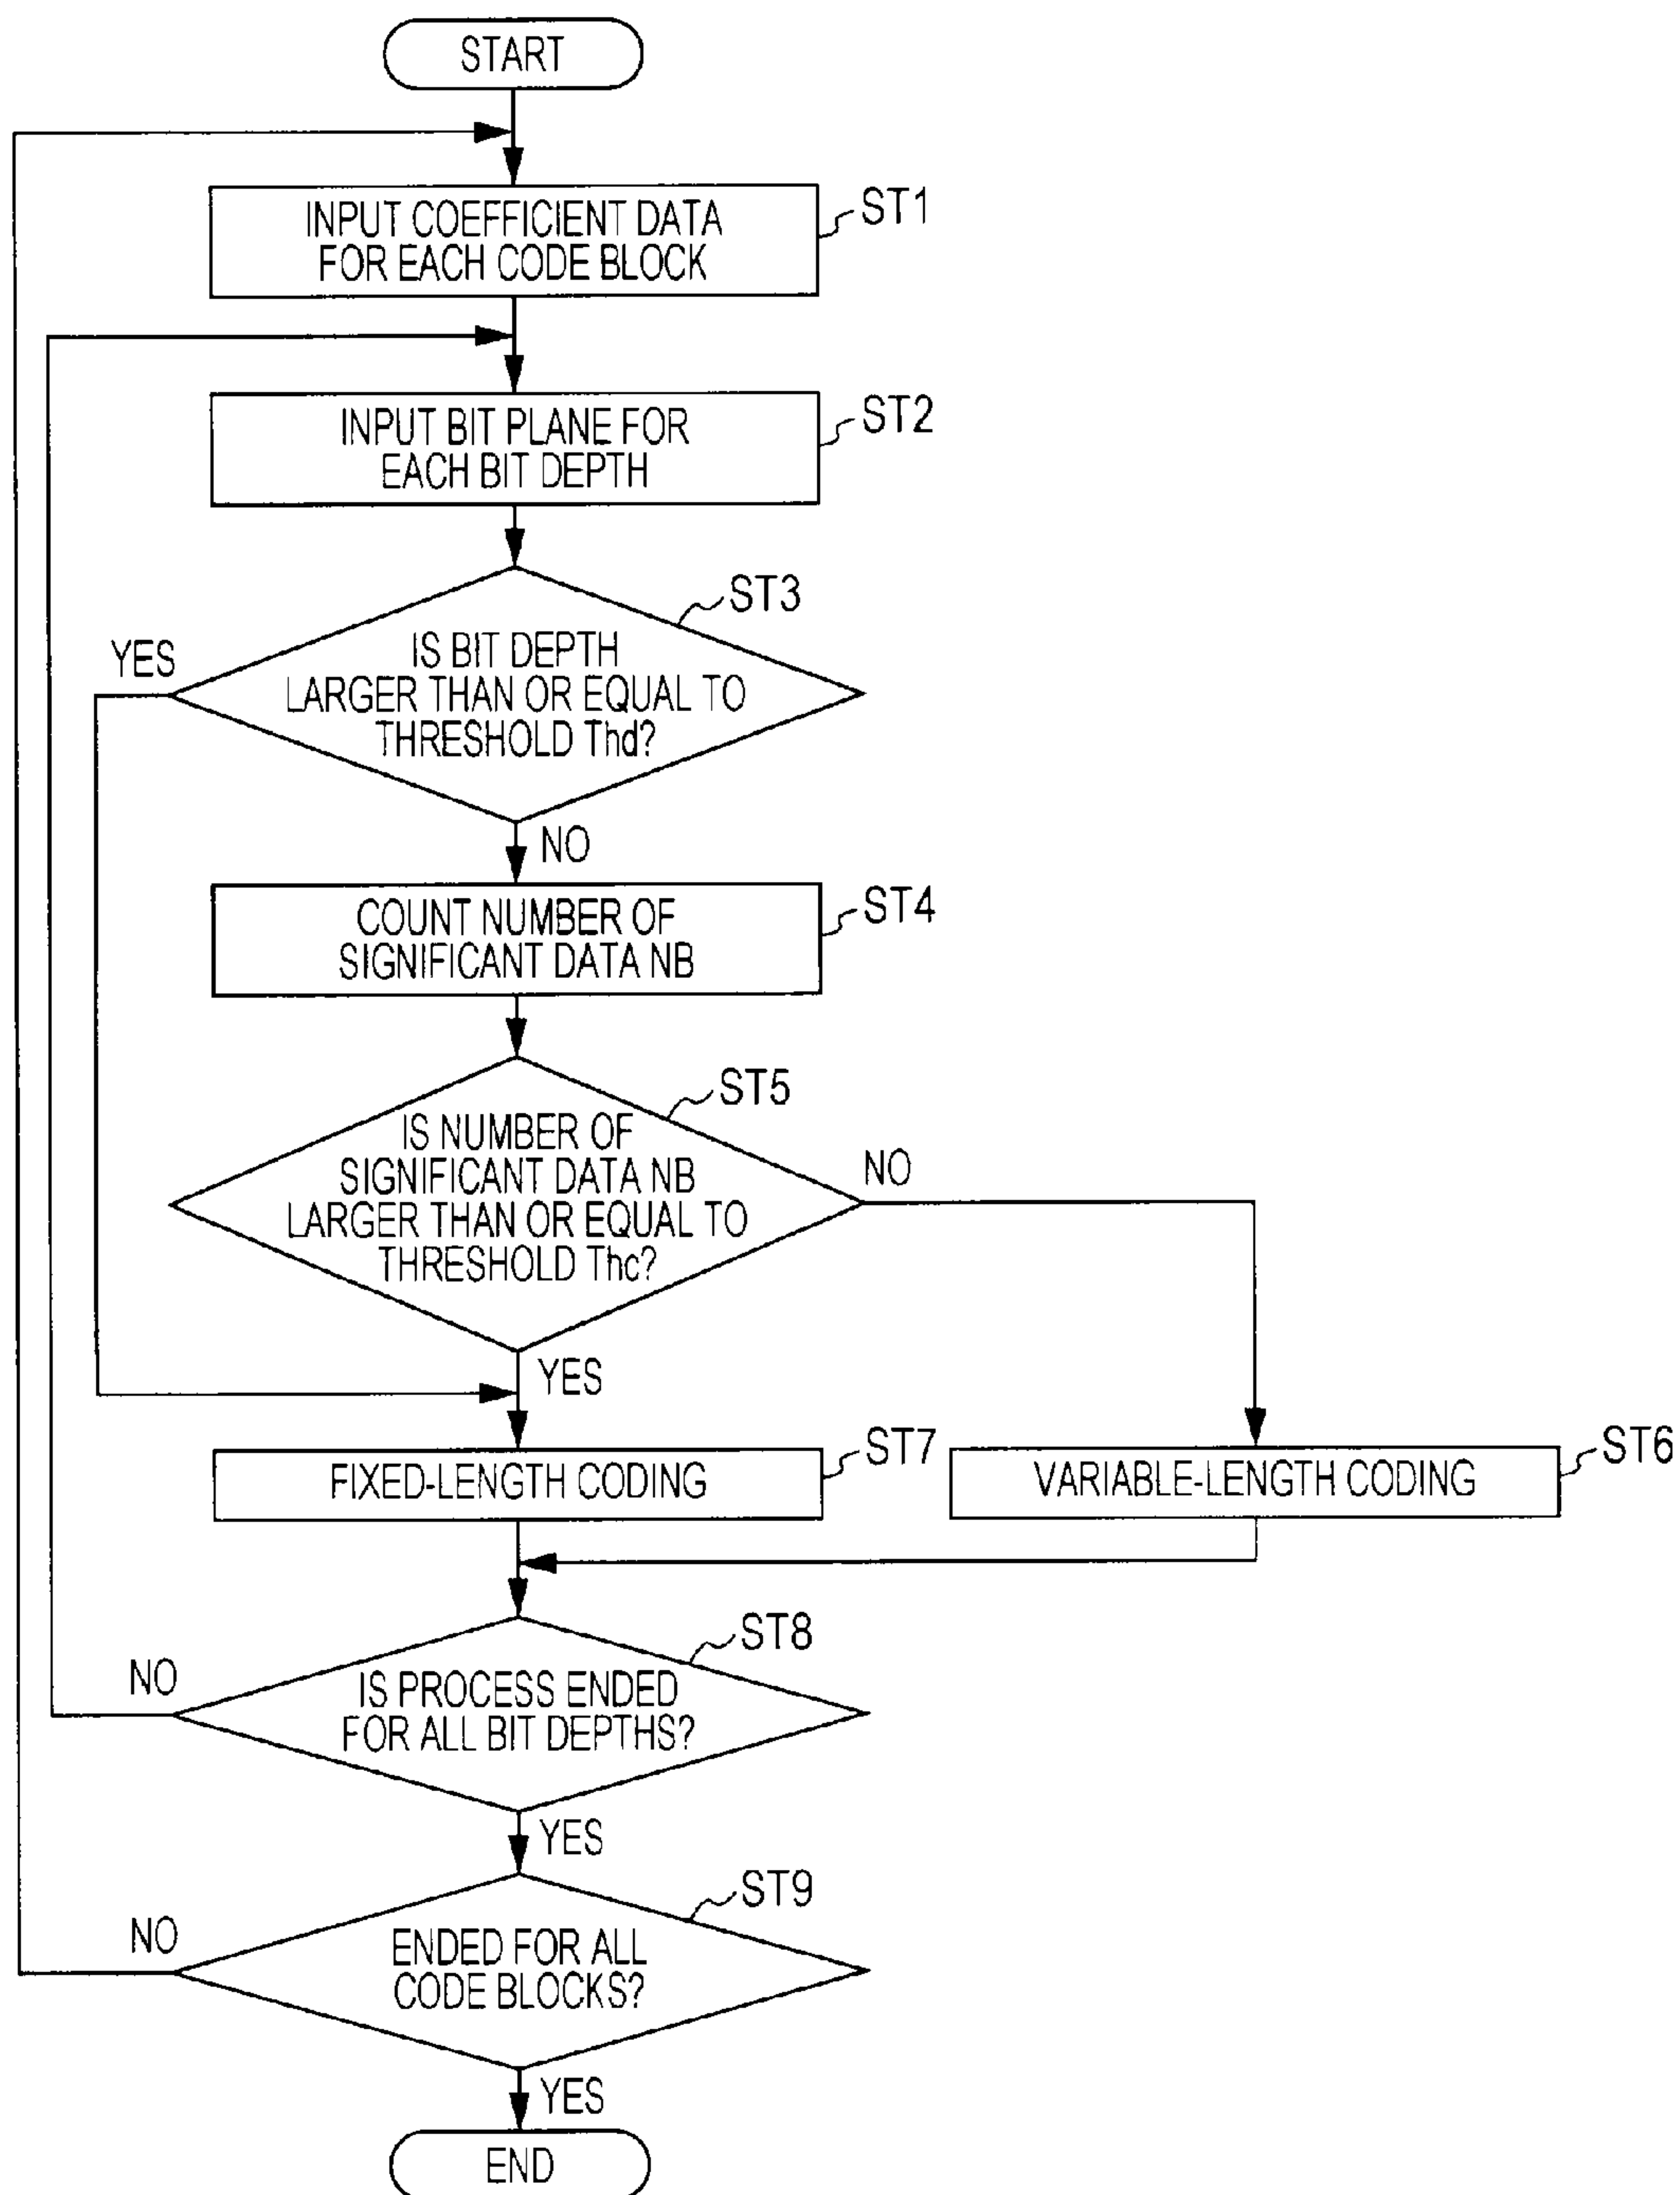 START
INPUT COEFFICIENT DATA
FOR EACH CODE BLOCK
ST1
INPUT BIT PLANE FOR
EACH BIT DEPTH
ST2
ST3
YES
IS BIT DEPTH
LARGER THAN OR EQUAL TO
THRESHOLD Thd?
NO
COUNT NUMBER OF
SIGNIFICANT DATA NB
ST4
ST5
IS NUMBER OF
SIGNIFICANT DATA NB
LARGER THAN OR EQUAL TO
THRESHOLD Thc?
NO
YES
FIXED-LENGTH CODING
ST7
VARIABLE-LENGTH CODING
ST6
ST8
NO
IS PROCESS ENDED
FOR ALL BIT DEPTHS?
YES
ST9
NO
ENDED FOR ALL
CODE BLOCKS?
YES
END